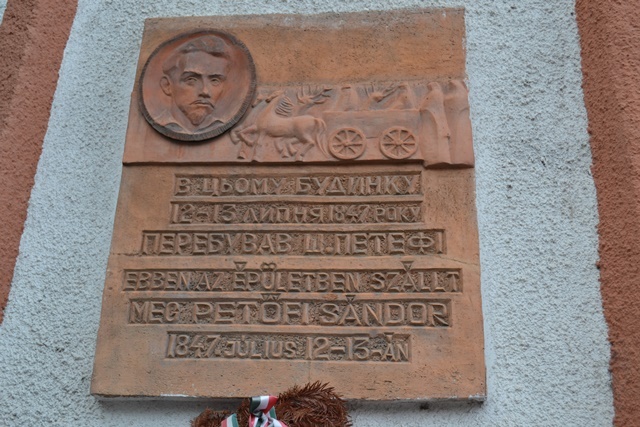 В ЦЬОМУ БУДИНКУ
12-13 ЛИПНЯ 1847 РОКУ
ПЕРЕБУВАВ Ш. ПЕТЕФІ
EBBEN AZ ÉPÜLETBEN SZÁLLT
MEG PETŐFI SÁNDOR
1847. JÚLIUS 12-13-ÁN